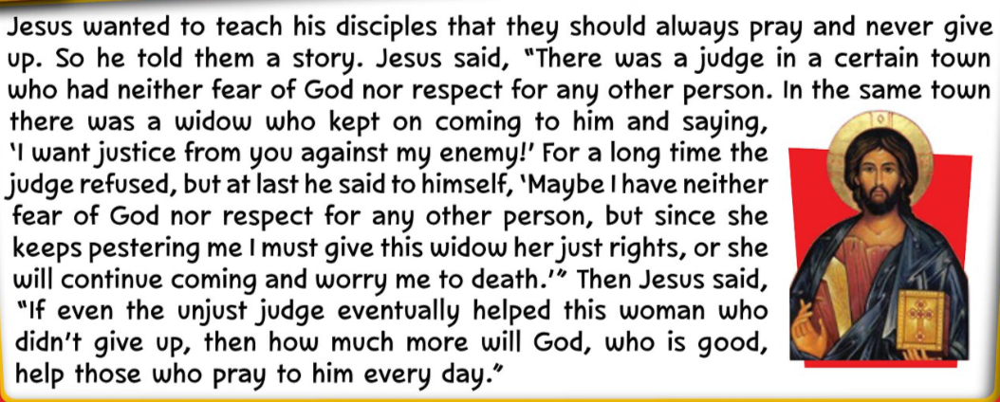 Jesus wanted to teach his disciples that they should always pray and never give
up. So he told them a story. Jesus said, “There was a judge in a certain town
who had neither fear of God nor respect for any other person. In the same town
there was a widow who kept on coming to him and saying,
‘I want justice from you against my enemy!’ For a long time the
judge refused, but at last he said to himself, ‘Maybe I have neither
fear of God nor respect for any other person, but since she
keeps pestering me I must give this widow her just rights, or she
will continue coming and worry me to death.’” Then Jesus said,
“If even the unjust judge eventually helped this woman who
didn’t give up, then how much more will God, who is good,
help those who pray to him every day.”